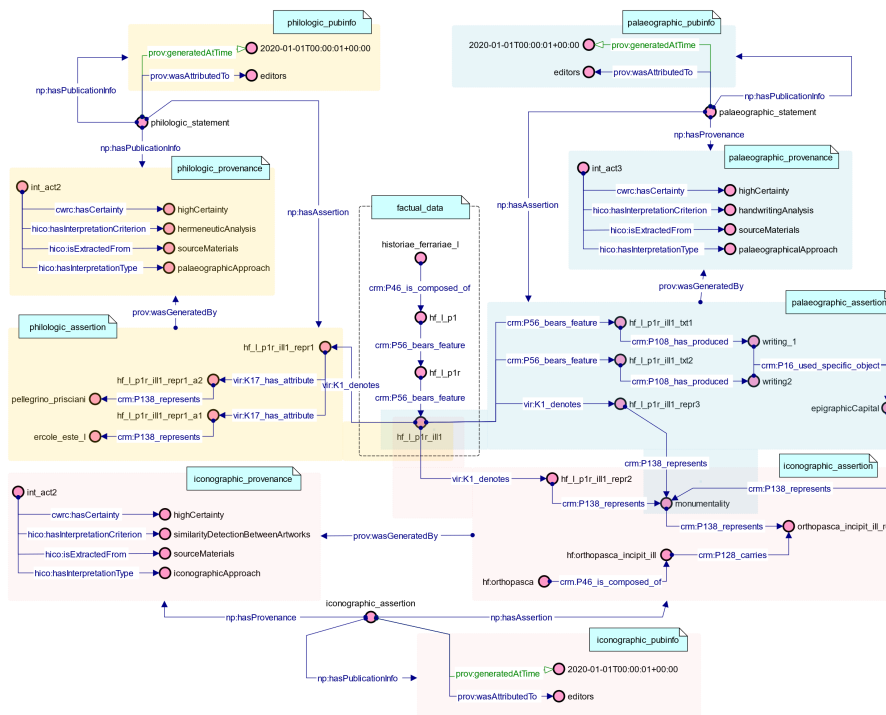 philologic_pubinfo
prov:generatedAtTime
2020-01-01T00:00:01+00:00
prov:wasAttributedTo
editors
np:hasPublicationInfo
philologic_statement
np:hasPublicationInfo
philologic_provenance
int_act2
cwrc:hasCertainty
highCertainty
hico:hasInterpretationCriterion
hermeneuticAnalysis
hico:isExtractedFrom
sourceMaterials
hico:hasInterpretationType
palaeographicApproach
prov:wasGeneratedBy
np:hasAssertion
philologic_assertion
hf_l_p1r_ill1_repr1
vir:K1_denotes
hf_l_p1r_ill1_repr1_a2
vir:K17_has_attribute
pellegrino_prisciani
crm:P138_represents
hf_l_p1r_ill1_repr1_a1
vir:K17_has_attribute
ercole_este_I
crm:P138_represents
factual_data
historiae_ferrariae_I
crm:P46_is_composed_of
hf_l_p1
crm:P56_bears_feature
hf_l_p1r
crm:P56_bears_feature
hf_l_p1r_ill1
palaeographic_pubinfo
2020-01-01T00:00:01+00:00
prov:generatedAtTime
editors
prov:wasAttributedTo
np:hasPublicationInfo
palaeographic_statement
np:hasProvenance
palaeographic_provenance
int_act3
cwrc:hasCertainty
highCertainty
hico:hasInterpretationCriterion
handwritingAnalysis
hico:isExtractedFrom
sourceMaterials
hico:hasInterpretationType
palaeographicalApproach
np:hasAssertion
prov:wasGeneratedBy
palaeographic_assertion
crm:P56_bears_feature
hf_l_p1r_ill1_txt1
crm:P108_has_produced
writing_1
crm:P56_bears_feature
hf_l_p1r_ill1_txt2
crm:P16_used_specific_object
crm:P108_has_produced
writing2
vir:K1_denotes
hf_l_p1r_ill1_repr3
epigraphicCapital
crm:P138_represents
iconographic_assertion
vir:K1_denotes
hf_l_p1r_ill1_repr2
crm:P138_represents
crm:P138_represents
monumentality
crm:P138_represents
orthopasca_incipit_ill_r
hf:orthopasca_incipit_ill
crm:P128_carries
hf:orthopasca
crm:P46_is_composed_of
iconographic_provenance
int_act2
cwrc:hasCertainty
highCertainty
hico:hasInterpretationCriterion
similarityDetectionBetweenArtworks
hico:isExtractedFrom
sourceMaterials
hico:hasInterpretationType
iconographicApproach
prov:wasGeneratedBy
iconographic_assertion
np:hasProvenance
np:hasAssertion
iconographic_pubinfo
np:hasPublicationInfo
prov:generatedAtTime
2020-01-01T00:00:01+00:00
prov:wasAttributedTo
editors